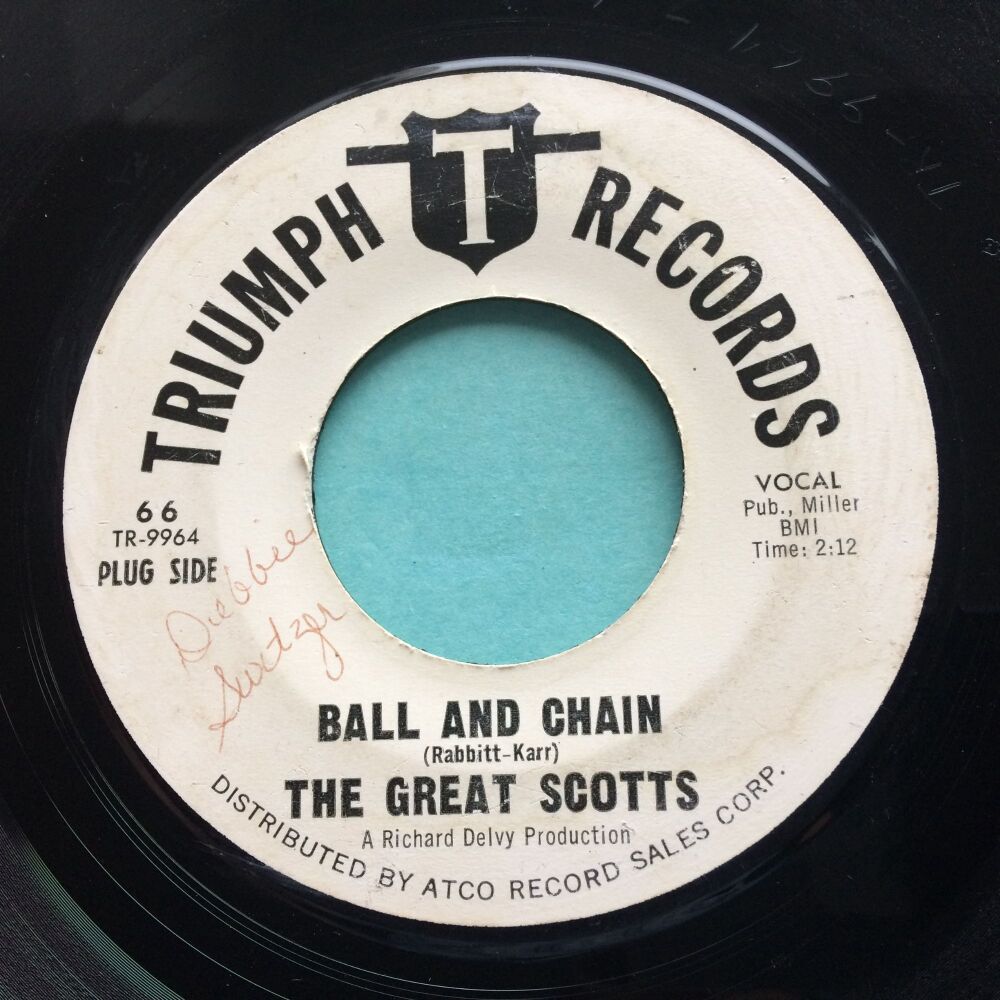 TRIUMPH T RECORDS
66
TR-9964
PLUG SIDE
VOCAL
Pub., Miller
BMI
Time: 2:12
Debbie
BALL AND CHAIN
(Rabbitt-Karr)
THE GREAT SCOTTS
A Richard Delvy Production
DISTRIBUTED BY ATCO RECORD SALES CORP.